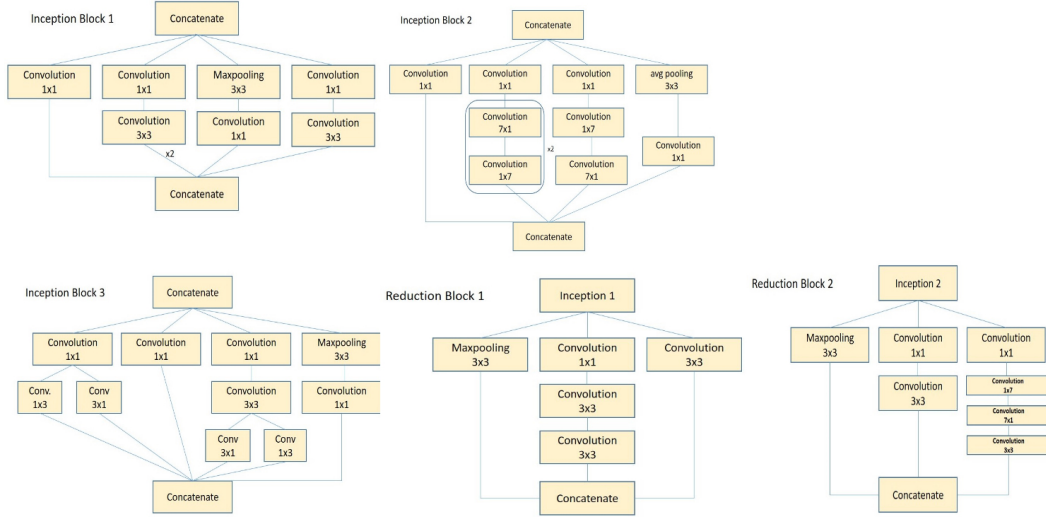 Inception Block 1
Concatenate
Convolution
1x1
Convolution
1x1
Maxpooling
3x3
Convolution
1x1
Convolution
3x3
Convolution
1x1
Convolution
3x3
x2
Concatenate
Inception Block 2
Concatenate
Convolution
1x1
Convolution
1x1
Convolution
1x1
avg pooling
3x3
Convolution
7x1
Convolution
1x7
Convolution
1x7
x2
Convolution
7x1
Convolution
1x1
Concatenate
Inception Block 3
Concatenate
Convolution
1x1
Convolution
1x1
Convolution
1x1
Maxpooling
3x3
Conv.
1x3
Conv
3x1
Convolution
3x3
Convolution
1x1
Conv
3x1
Conv
1x3
Concatenate
Reduction Block 1
Inception 1
Maxpooling
3x3
Convolution
1x1
Convolution
3x3
Convolution
3x3
Convolution
3x3
Concatenate
Reduction Block 2
Inception 2
Maxpooling
3x3
Convolution
1x1
Convolution
1x1
Convolution
3x3
Convolution
1x7
Convolution
7x1
Convolution
3x3
Concatenate